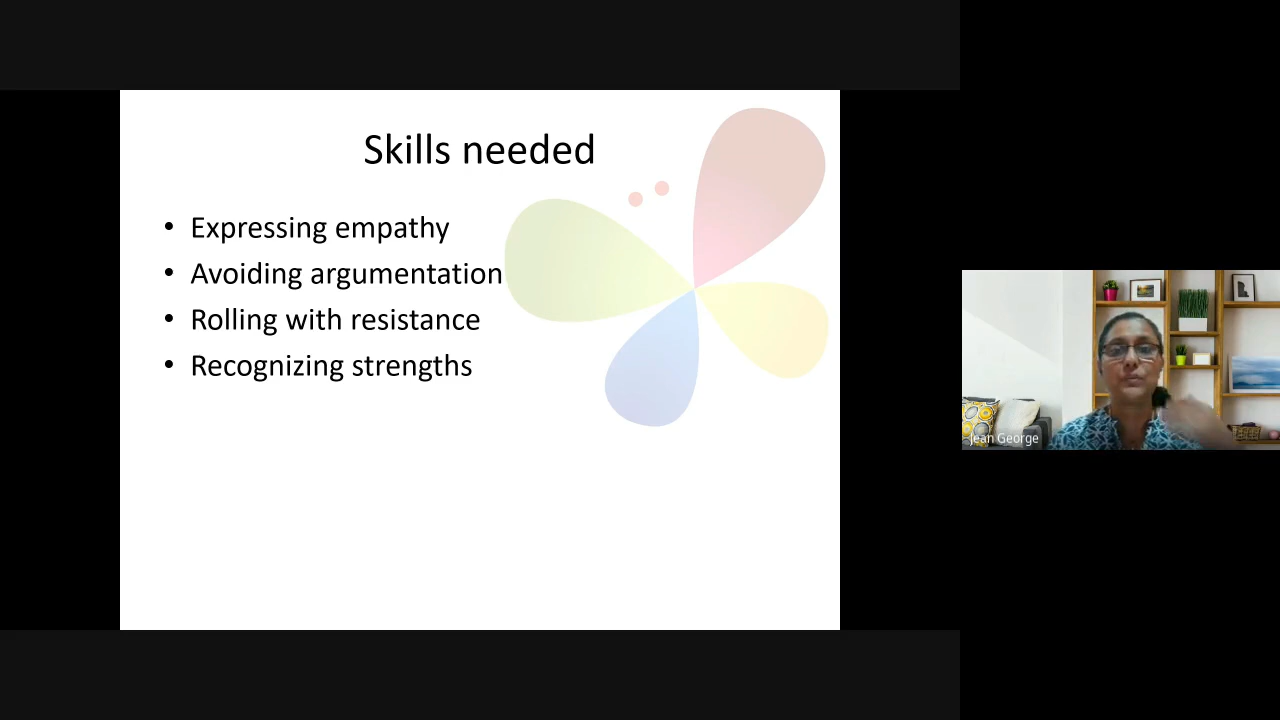 Skills needed
• Expressing empathy
• Avoiding argumentation
• Rolling with resistance
• Recognizing strengths
Jean George